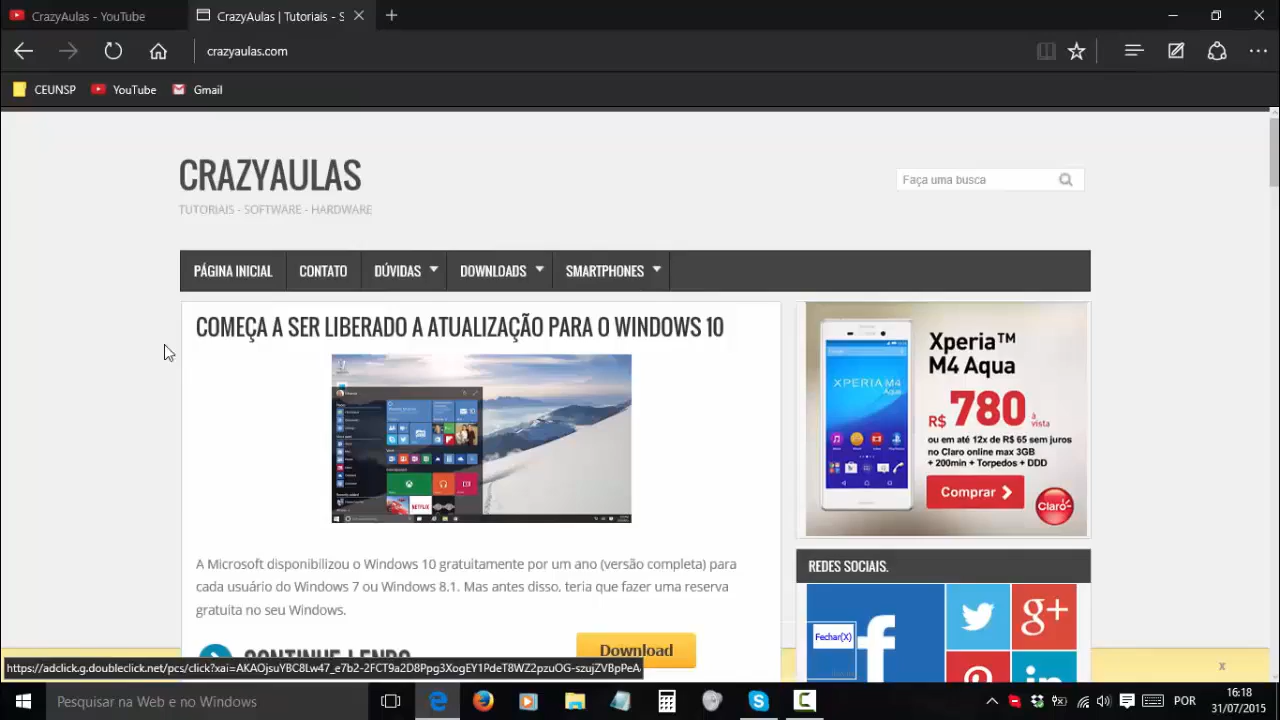 CrazyAulas - YouTube
CrazyAulas | Tutoriais - S
crazyaulas.com
CEUNSP
YouTube
Gmail
CRAZYAULAS
TUTORIAIS - SOFTWARE - HARDWARE
Faça uma busca
PÁGINA INICIAL
CONTATO
DÚVIDAS
DOWNLOADS
SMARTPHONES
COMEÇA A SER LIBERADO A ATUALIZAÇÃO PARA O WINDOWS 10
A Microsoft disponibilizou o Windows 10 gratuitamente por um ano (versão completa) para
cada usuário do Windows 7 ou Windows 8.1. Mas antes disso, teria que fazer uma reserva
gratuita no seu Windows.
CONTINUE LENDO
Download
Xperia™
M4 Aqua
XPERIA M4
Aqua
R$ 780 à vista
ou em até 12x de R$ 65 sem juros
no Claro online max 3GB
+ 200min + Torpedos + DDD
Comprar
Claro
REDES SOCIAIS.
Fechar(X)
x
Pesquisar na Web e no Windows
POR
16:18
31/07/2015